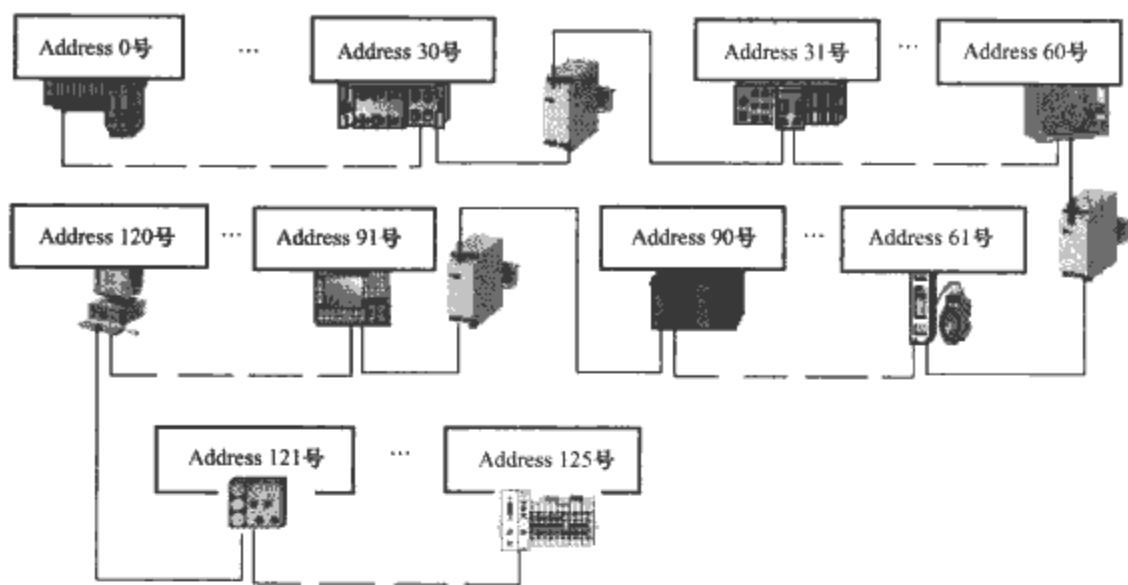 Address 0号
…
Address 30号
Address 31号
…
Address 60号
Address 120号
…
Address 91号
Address 90号
…
Address 61号
Address 121号
…
Address 125号